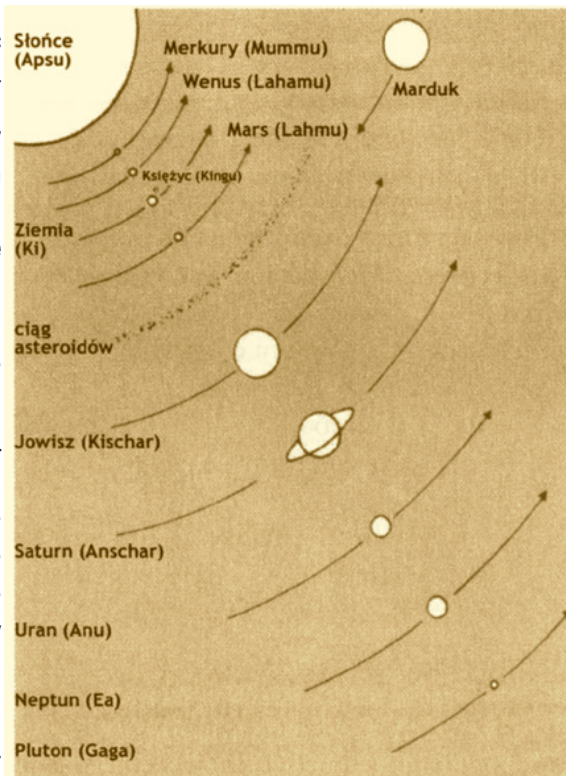 Słońce
(Apsu)
Merkury (Mummu)
Wenus (Lahamu)
Marduk
Mars (Lahmu)
Księżyc (Kingu)
Ziemia
(Ki)
ciąg
asteroidów
Jowisz (Kischar)
Saturn (Anschar)
Uran (Anu)
Neptun (Ea)
Pluton (Gaga)